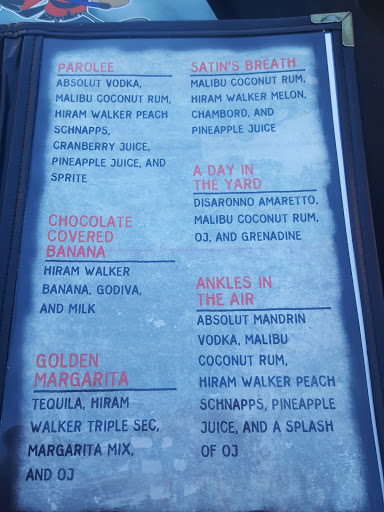 PAROLEE
ABSOLUT VODKA,
MALIBU COCONUT RUM,
HIRAM WALKER PEACH
SCHNAPPS,
CRANBERRY JUICE,
PINEAPPLE JUICE, AND
SPRITE
CHOCOLATE
COVERED
BANANA
HIRAM WALKER
BANANA, GODIVA,
AND MILK
GOLDEN
MARGARITA
TEQUILA, HIRAM
WALKER TRIPLE SEC,
MARGARITA MIX,
AND OJ
SATIN'S BREATH
MALIBU COCONUT RUM,
HIRAM WALKER MELON,
CHAMBORD, AND
PINEAPPLE JUICE
A DAY IN
THE YARD
DISARONNO AMARETTO,
MALIBU COCONUT RUM,
OJ, AND GRENADINE
ANKLES IN
THE AIR
ABSOLUT MANDRIN
VODKA, MALIBU
COCONUT RUM,
HIRAM WALKER PEACH
SCHNAPPS, PINEAPPLE
JUICE, AND A SPLASH
OF OJ